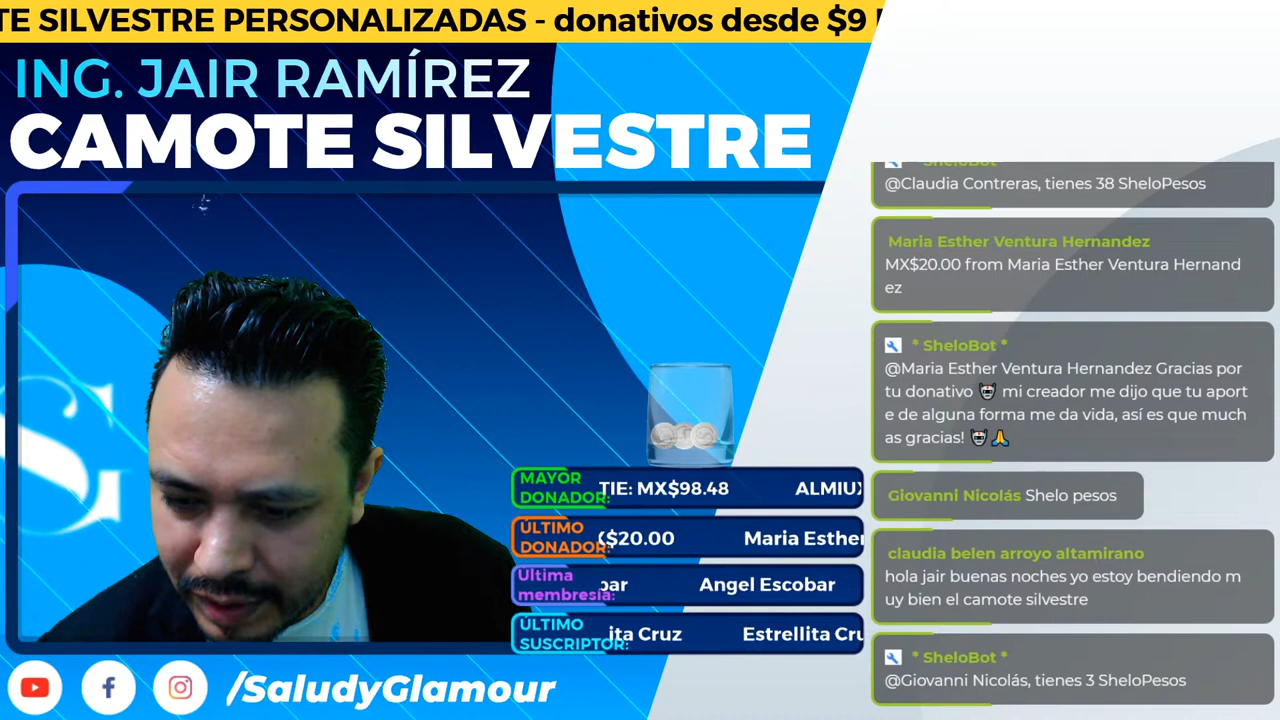 TE SILVESTRE PERSONALIZADAS - donativos desde $9
ING. JAIR RAMÍREZ
CAMOTE SILVESTRE
S
MAYOR
DONADOR:
TIE: MX$98.48 ALMIUX
ÚLTIMO
DONADOR:
$20.00 Maria Esther
Última
membresía:
bar Angel Escobar
ÚLTIMO
SUSCRIPTOR:
ita Cruz Estrellita Cru
/SaludyGlamour
* SheloBot *
@Claudia Contreras, tienes 38 SheloPesos
Maria Esther Ventura Hernandez
MX$20.00 from Maria Esther Ventura Hernand
ez
* SheloBot *
@Maria Esther Ventura Hernandez Gracias por
tu donativo mi creador me dijo que tu aport
e de alguna forma me da vida, así es que much
as gracias!
Giovanni Nicolás Shelo pesos
claudia belen arroyo altamirano
hola jair buenas noches yo estoy bendiendo m
uy bien el camote silvestre
* SheloBot *
@Giovanni Nicolás, tienes 3 SheloPesos